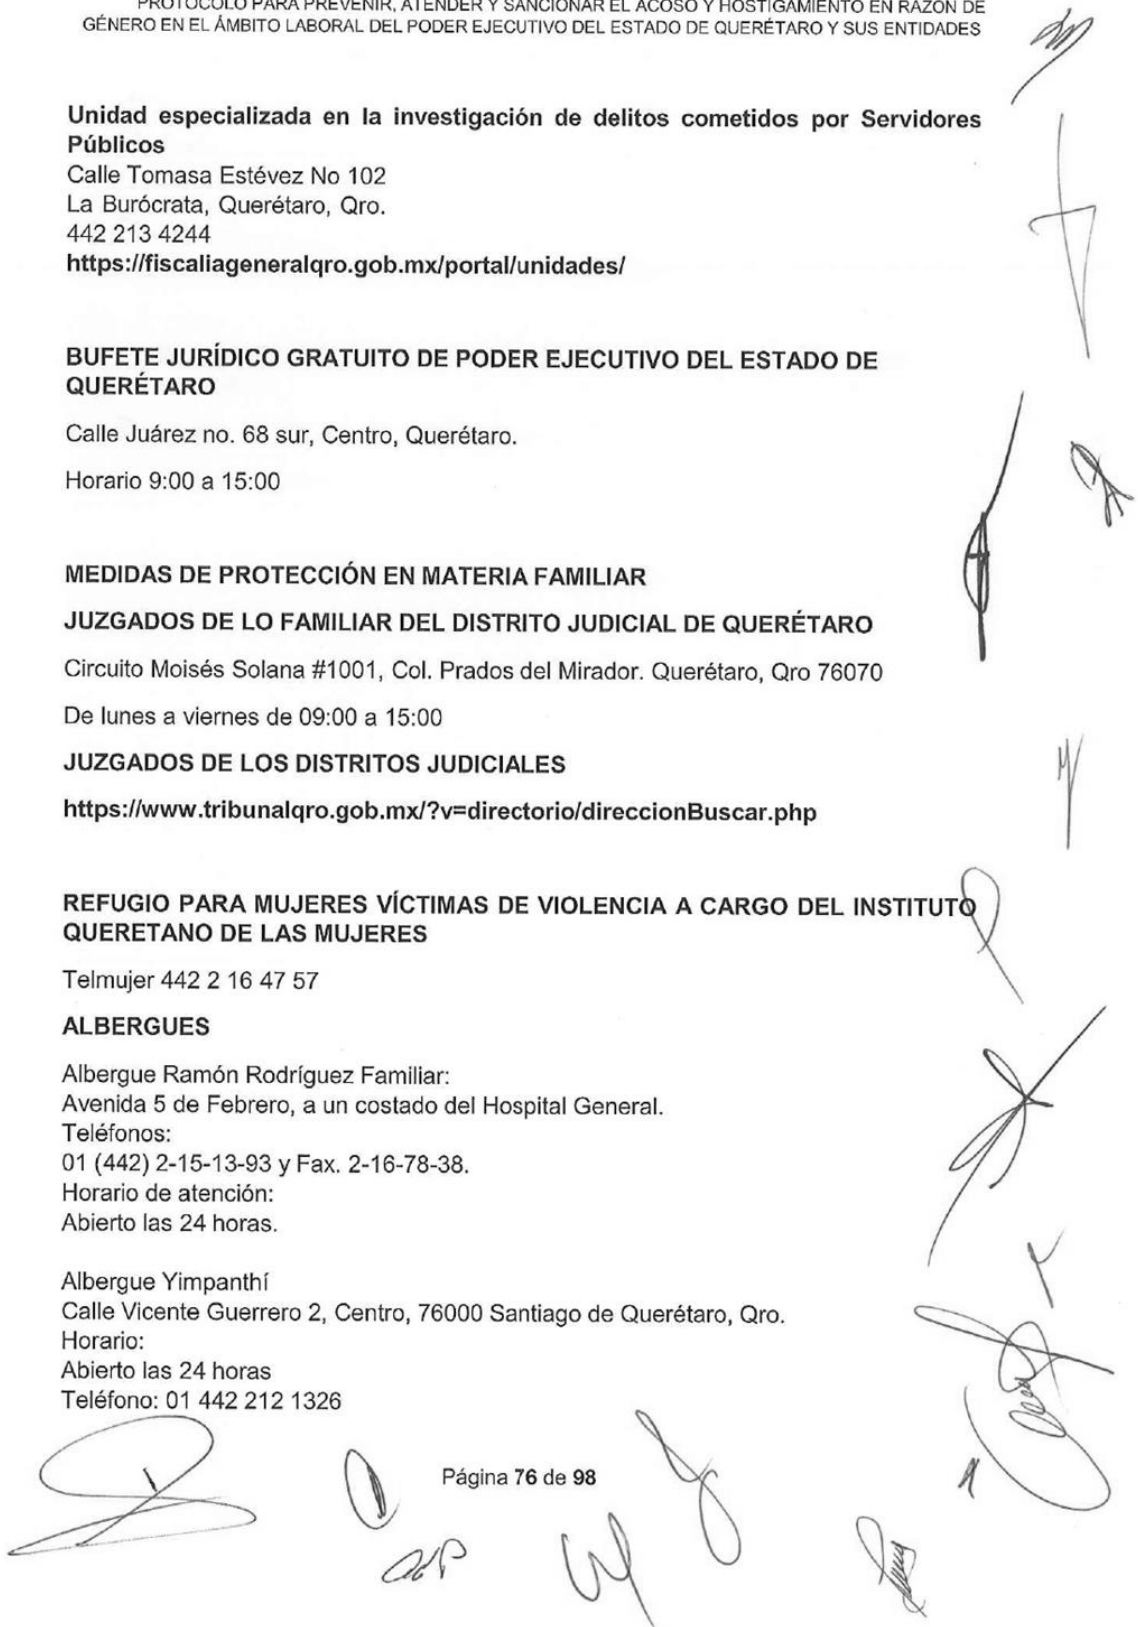 PROTOCOLO PARA PREVENIR, ATENDER Y SANCIONAR EL ACOSO Y HOSTIGAMIENTO EN RAZÓN DE
GÉNERO EN EL ÁMBITO LABORAL DEL PODER EJECUTIVO DEL ESTADO DE QUERÉTARO Y SUS ENTIDADES
Unidad especializada en la investigación de delitos cometidos por Servidores
Públicos
Calle Tomasa Estévez No 102
La Burócrata, Querétaro, Qro.
442 213 4244
https://fiscaliageneralqro.gob.mx/portal/unidades/
BUFETE JURÍDICO GRATUITO DE PODER EJECUTIVO DEL ESTADO DE
QUERÉTARO
Calle Juárez no. 68 sur, Centro, Querétaro.
Horario 9:00 a 15:00
MEDIDAS DE PROTECCIÓN EN MATERIA FAMILIAR
JUZGADOS DE LO FAMILIAR DEL DISTRITO JUDICIAL DE QUERÉTARO
Circuito Moisés Solana #1001, Col. Prados del Mirador. Querétaro, Qro 76070
De lunes a viernes de 09:00 a 15:00
JUZGADOS DE LOS DISTRITOS JUDICIALES
https://www.tribunalqro.gob.mx/?v=directorio/direccionBuscar.php
REFUGIO PARA MUJERES VÍCTIMAS DE VIOLENCIA A CARGO DEL INSTITUTO
QUERETANO DE LAS MUJERES
Telmujer 442 2 16 47 57
ALBERGUES
Albergue Ramón Rodríguez Familiar:
Avenida 5 de Febrero, a un costado del Hospital General.
Teléfonos:
01 (442) 2-15-13-93 y Fax. 2-16-78-38.
Horario de atención:
Abierto las 24 horas.
Albergue Yimpanthí
Calle Vicente Guerrero 2, Centro, 76000 Santiago de Querétaro, Qro.
Horario:
Abierto las 24 horas
Teléfono: 01 442 212 1326
Página 76 de 98